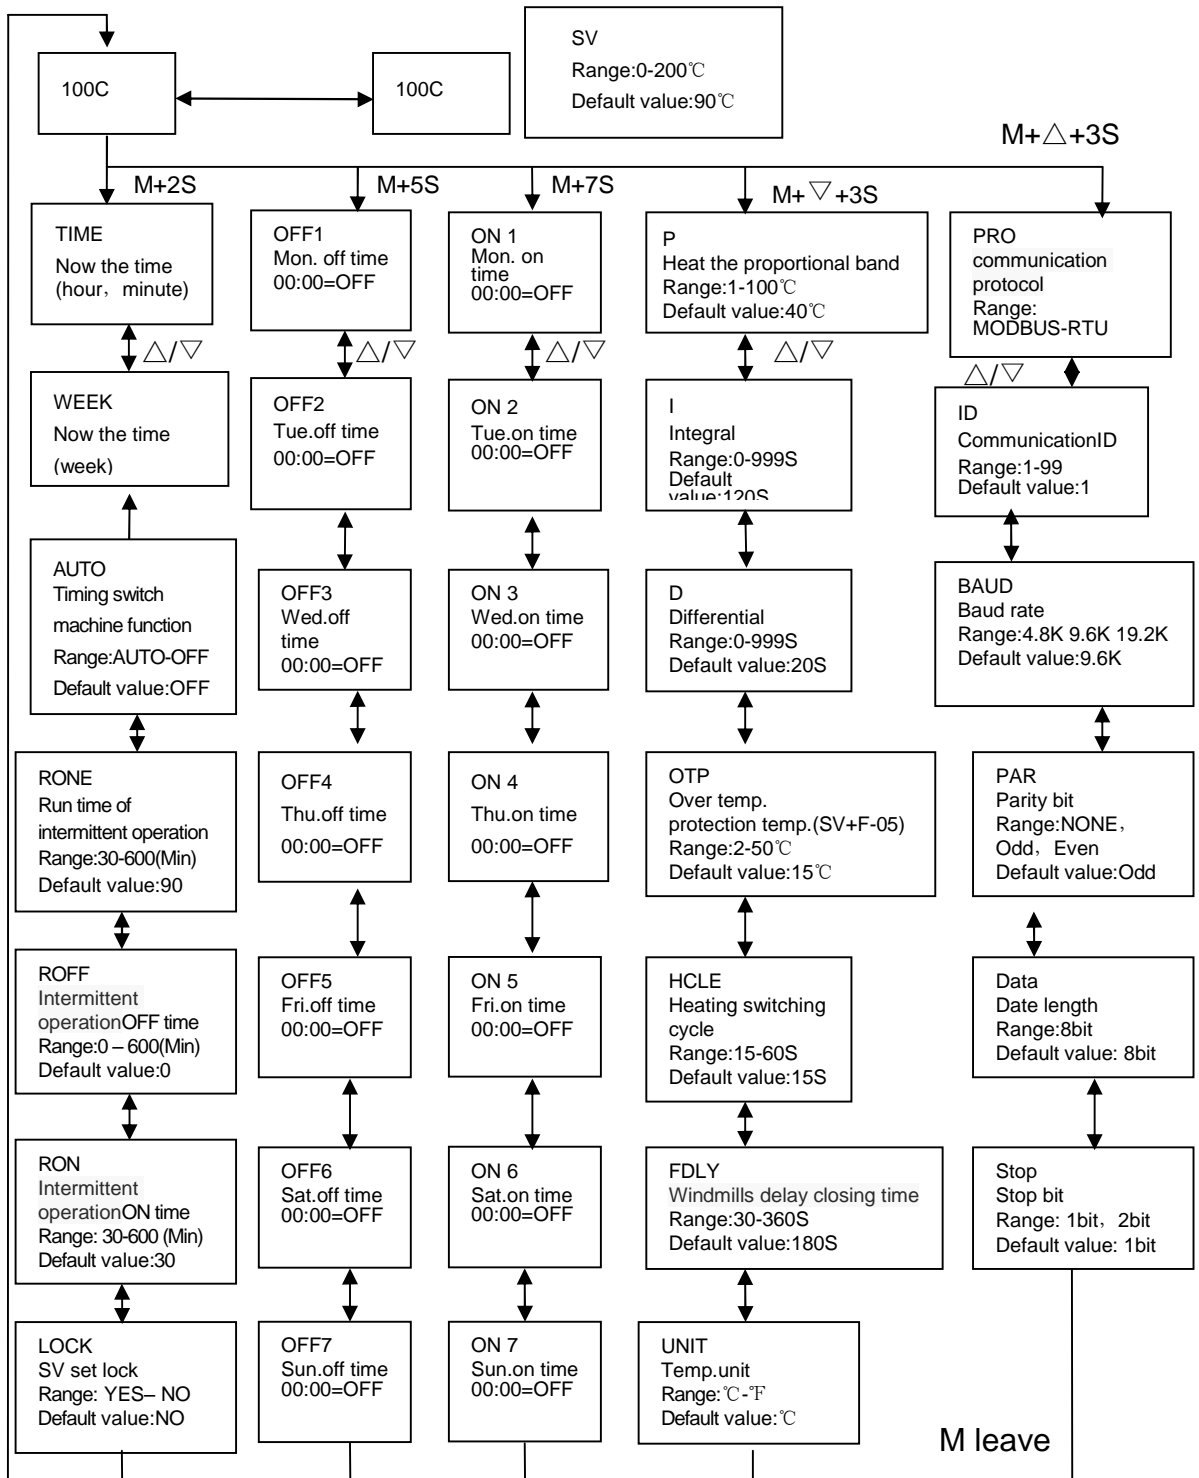 100C
100C
SV
Range:0-200℃
Default value:90℃
M+△+3S
M+2S
M+5S
M+7S
M+▽+3S
TIME
Now the time
(hour，minute)
△/▽
WEEK
Now the time
(week)
AUTO
Timing switch
machine function
Range:AUTO-OFF
Default value:OFF
RONE
Run time of
intermittent operation
Range:30-600(Min)
Default value:90
ROFF
Intermittent
operationOFF time
Range:0 – 600(Min)
Default value:0
RON
Intermittent
operationON time
Range: 30-600 (Min)
Default value:30
LOCK
SV set lock
Range: YES– NO
Default value:NO
OFF1
Mon. off time
00:00=OFF
△/▽
OFF2
Tue.off time
00:00=OFF
OFF3
Wed.off
time
00:00=OFF
OFF4
Thu.off time
00:00=OFF
OFF5
Fri.off time
00:00=OFF
OFF6
Sat.off time
00:00=OFF
OFF7
Sun.off time
00:00=OFF
ON 1
Mon. on
time
00:00=OFF
△/▽
ON 2
Tue.on time
00:00=OFF
ON 3
Wed.on time
00:00=OFF
ON 4
Thu.on time
00:00=OFF
ON 5
Fri.on time
00:00=OFF
ON 6
Sat.on time
00:00=OFF
ON 7
Sun.on time
00:00=OFF
P
Heat the proportional band
Range:1-100℃
Default value:40℃
△/▽
I
Integral
Range:0-999S
Default
value:120S
D
Differential
Range:0-999S
Default value:20S
OTP
Over temp.
protection temp.(SV+F-05)
Range:2-50℃
Default value:15℃
HCLE
Heating switching
cycle
Range:15-60S
Default value:15S
FDLY
Windmills delay closing time
Range:30-360S
Default value:180S
UNIT
Temp.unit
Range:℃-℉
Default value:℃
PRO
communication
protocol
Range:
MODBUS-RTU
△/▽
ID
CommunicationID
Range:1-99
Default value:1
BAUD
Baud rate
Range:4.8K 9.6K 19.2K
Default value:9.6K
PAR
Parity bit
Range:NONE，
Odd，Even
Default value:Odd
Data
Date length
Range:8bit
Default value: 8bit
Stop
Stop bit
Range: 1bit，2bit
Default value: 1bit
M leave